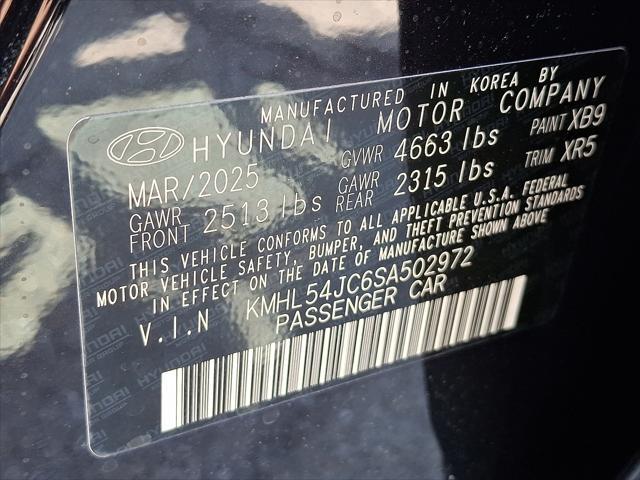 MANUFACTURED IN KOREA BY
HYUNDAI MOTOR COMPANY
MAR/2025 GVWR 4663 lbs PAINT XB9
GAWR FRONT 2513 lbs GAWR REAR 2315 lbs TRIM XR5
THIS VEHICLE CONFORMS TO ALL APPLICABLE U.S.A. FEDERAL
MOTOR VEHICLE SAFETY, BUMPER, AND THEFT PREVENTION STANDARDS
IN EFFECT ON THE DATE OF MANUFACTURE SHOWN ABOVE
V.I.N KMHL54JC6SA502972
PASSENGER CAR